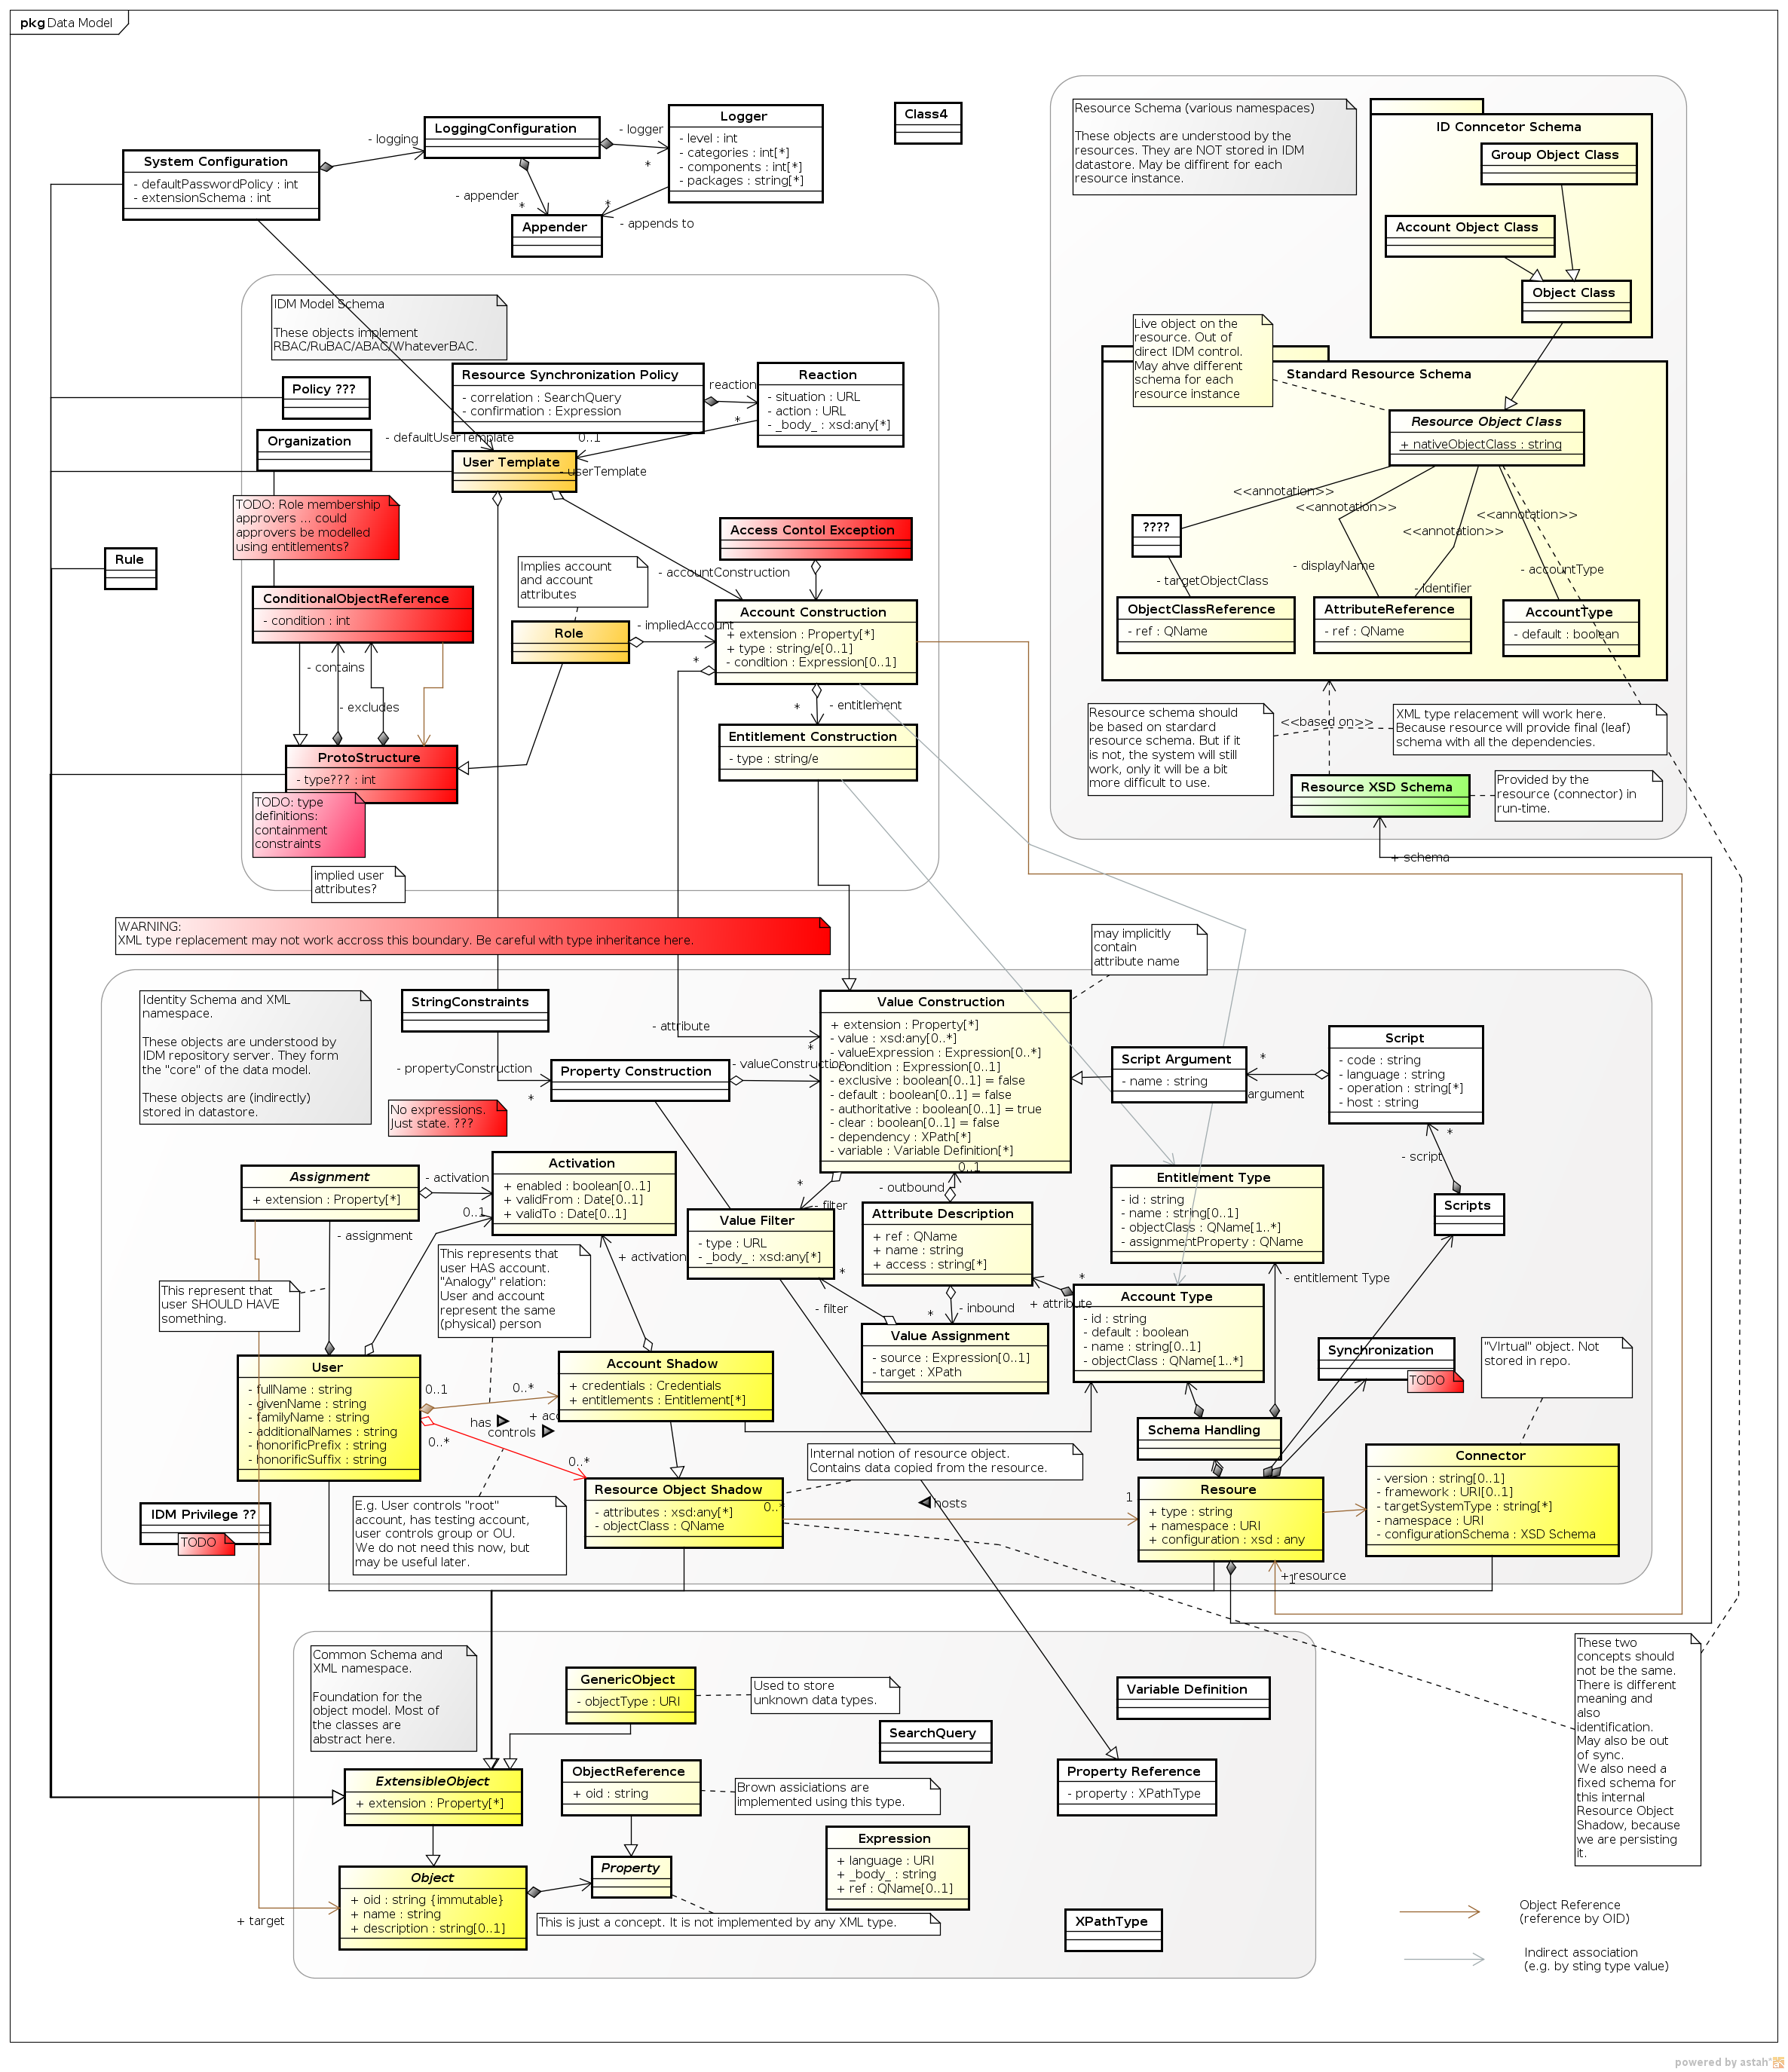 pkg Data Model
Class4
LoggingConfiguration
Logger
- level : int
- categories : int[*]
- components : int[*]
- packages : string[*]
- logging
- logger
*
System Configuration
- defaultPasswordPolicy : int
- extensionSchema : int
- appender
*
*
- appends to
Appender
Resource Schema (various namespaces)
These objects are understood by the
resources. They are NOT stored in IDM
datastore. May be diffirent for each
resource instance.
ID Conncetor Schema
Group Object Class
Account Object Class
Object Class
Live object on the
resource. Out of
direct IDM control.
May ahve different
schema for each
resource instance
Standard Resource Schema
Resource Object Class
+ nativeObjectClass : string
<<annotation>>
<<annotation>>
<<annotation>>
<<annotation>>
????
- targetObjectClass
- displayName
- identifier
- accountType
ObjectClassReference
- ref : QName
AttributeReference
- ref : QName
AccountType
- default : boolean
Resource schema should
be based on stardard
resource schema. But if it
is not, the system will still
work, only it will be a bit
more difficult to use.
<<based on>>
XML type relacement will work here.
Because resource will provide final (leaf)
schema with all the dependencies.
Resource XSD Schema
Provided by the
resource (connector) in
run-time.
+ schema
IDM Model Schema
These objects implement
RBAC/RuBAC/ABAC/WhateverBAC.
Policy ???
Resource Synchronization Policy
- correlation : SearchQuery
- confirmation : Expression
reaction
*
Reaction
- situation : URL
- action : URL
- _body_ : xsd:any[*]
Organization
- defaultUserTemplate
0..1
User Template
- userTemplate
TODO: Role membership
approvers ... could
approvers be modelled
using entitlements?
Access Contol Exception
Rule
Implies account
and account
attributes
- accountConstruction
ConditionalObjectReference
- condition : int
Role
- impliedAccount
*
Account Construction
+ extension : Property[*]
+ type : string/e[0..1]
- condition : Expression[0..1]
- contains
- excludes
*
- entitlement
Entitlement Construction
- type : string/e
ProtoStructure
- type??? : int
TODO: type
definitions:
containment
constraints
implied user
attributes?
WARNING:
XML type replacement may not work accross this boundary. Be careful with type inheritance here.
may implicitly
contain
attribute name
Identity Schema and XML
namespace.
These objects are understood by
IDM repository server. They form
the "core" of the data model.
These objects are (indirectly)
stored in datastore.
StringConstraints
- attribute
*
- propertyConstruction
*
Property Construction
- valueConstruction
Value Construction
+ extension : Property[*]
- value : xsd:any[0..*]
- valueExpression : Expression[0..*]
- condition : Expression[0..1]
- exclusive : boolean[0..1] = false
- default : boolean[0..1] = false
- authoritative : boolean[0..1] = true
- clear : boolean[0..1] = false
- dependency : XPath[*]
- variable : Variable Definition[*]
Script Argument
- name : string
*
argument
Script
- code : string
- language : string
- operation : string[*]
- host : string
No expressions.
Just state. ???
Assignment
+ extension : Property[*]
- activation
0..1
- assignment
Activation
+ enabled : boolean[0..1]
+ validFrom : Date[0..1]
+ validTo : Date[0..1]
+ activation
*
- filter
Value Filter
- type : URL
- _body_ : xsd:any[*]
0..1
- outbound
Attribute Description
+ ref : QName
+ name : string
+ access : string[*]
Entitlement Type
- id : string
- name : string[0..1]
- objectClass : QName[1..*]
- assignmentProperty : QName
*
- script
Scripts
- entitlement Type
This represents that
user HAS account.
"Analogy" relation:
User and account
represent the same
(physical) person
This represent that
user SHOULD HAVE
something.
*
- filter
*
- inbound
*
+ attribute
Value Assignment
- source : Expression[0..1]
- target : XPath
Account Type
- id : string
- default : boolean
- name : string[0..1]
- objectClass : QName[1..*]
Synchronization
TODO
"VIrtual" object. Not
stored in repo.
User
- fullName : string
- givenName : string
- familyName : string
- additionalNames : string
- honorificPrefix : string
- honorificSuffix : string
0..1
0..*
has
+ acc
controls
0..*
0..*
Account Shadow
+ credentials : Credentials
+ entitlements : Entitlement[*]
Schema Handling
Internal notion of resource object.
Contains data copied from the resource.
Connector
- version : string[0..1]
- framework : URI[0..1]
- targetSystemType : string[*]
- namespace : URI
- configurationSchema : XSD Schema
Resource Object Shadow
- attributes : xsd:any[*]
- objectClass : QName
0..*
hosts
1
Resoure
+ type : string
+ namespace : URI
+ configuration : xsd : any
+ resource
1
IDM Privilege ??
TODO
E.g. User controls "root"
account, has testing account,
user controls group or OU.
We do not need this now, but
may be useful later.
Common Schema and
XML namespace.
Foundation for the
object model. Most of
the classes are
abstract here.
GenericObject
- objectType : URI
Used to store
unknown data types.
SearchQuery
Variable Definition
ExtensibleObject
+ extension : Property[*]
ObjectReference
+ oid : string
Brown assiciations are
implemented using this type.
Property Reference
- property : XPathType
Expression
+ language : URI
+ _body_ : string
+ ref : QName[0..1]
Object
+ oid : string {immutable}
+ name : string
+ description : string[0..1]
+ target
Property
This is just a concept. It is not implemented by any XML type.
XPathType
These two
concepts should
not be the same.
There is different
meaning and
also
identification.
May also be out
of sync.
We also need a
fixed schema for
this internal
Resource Object
Shadow, because
we are persisting
it.
Object Reference
(reference by OID)
Indirect association
(e.g. by sting type value)
powered by astah*